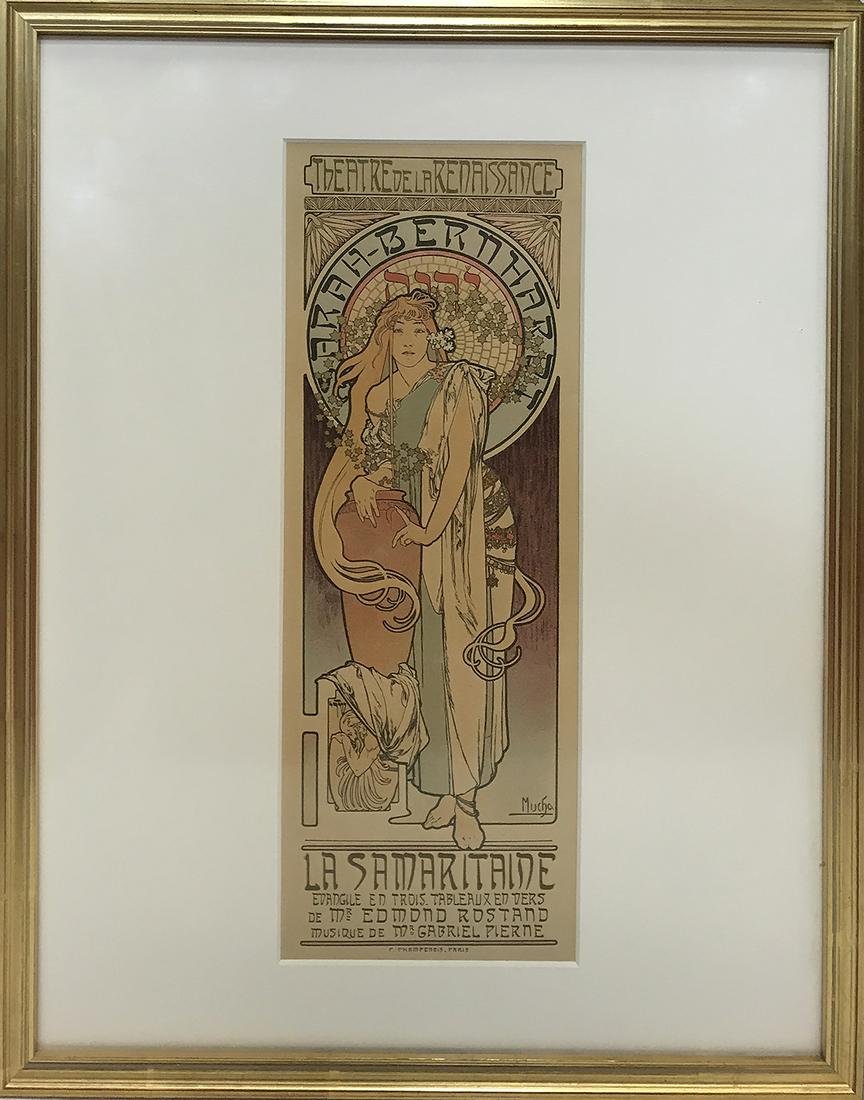 THEATRE DE LA RENAISSANCE
SARAH-BERNHARDT
יהוה
Mucha
LA SAMARITAINE
EVANGILE EN TROIS. TABLEAUX EN VERS
DE MR EDMOND ROSTAND
MUSIQUE DE MR GABRIEL PIERNE
F. CHAMPENOIS. PARIS